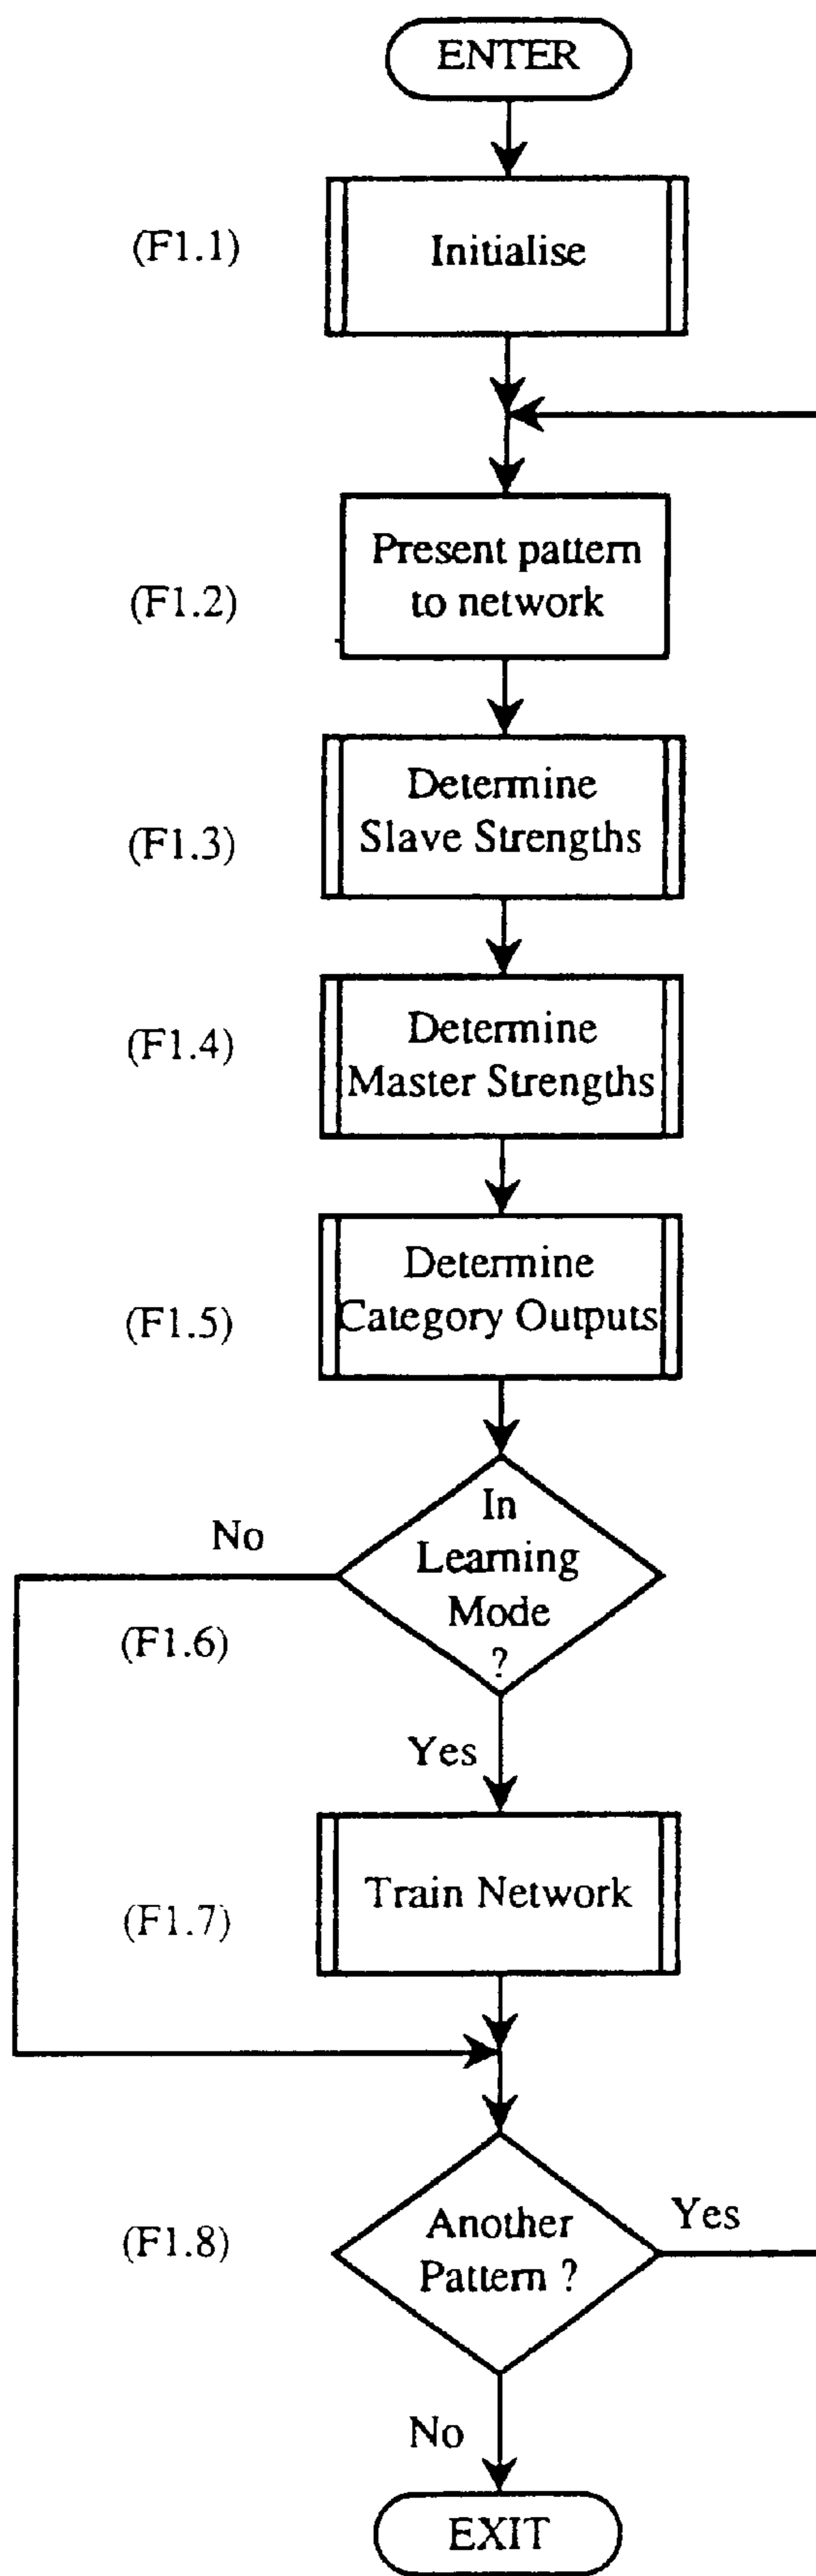 ENTER
(F1.1)
Initialise
Present pattern
to network
(F1.2)
Determine
Slave Strengths
(F1.3)
Determine
Master Strengths
(F1.4)
Determine
Category Outputs
(F1.5)
In
Learning
Mode
?
No
(F1.6)
Yes
Train Network
(F1.7)
Another
Pattern ?
(F1.8)
Yes
No
EXIT